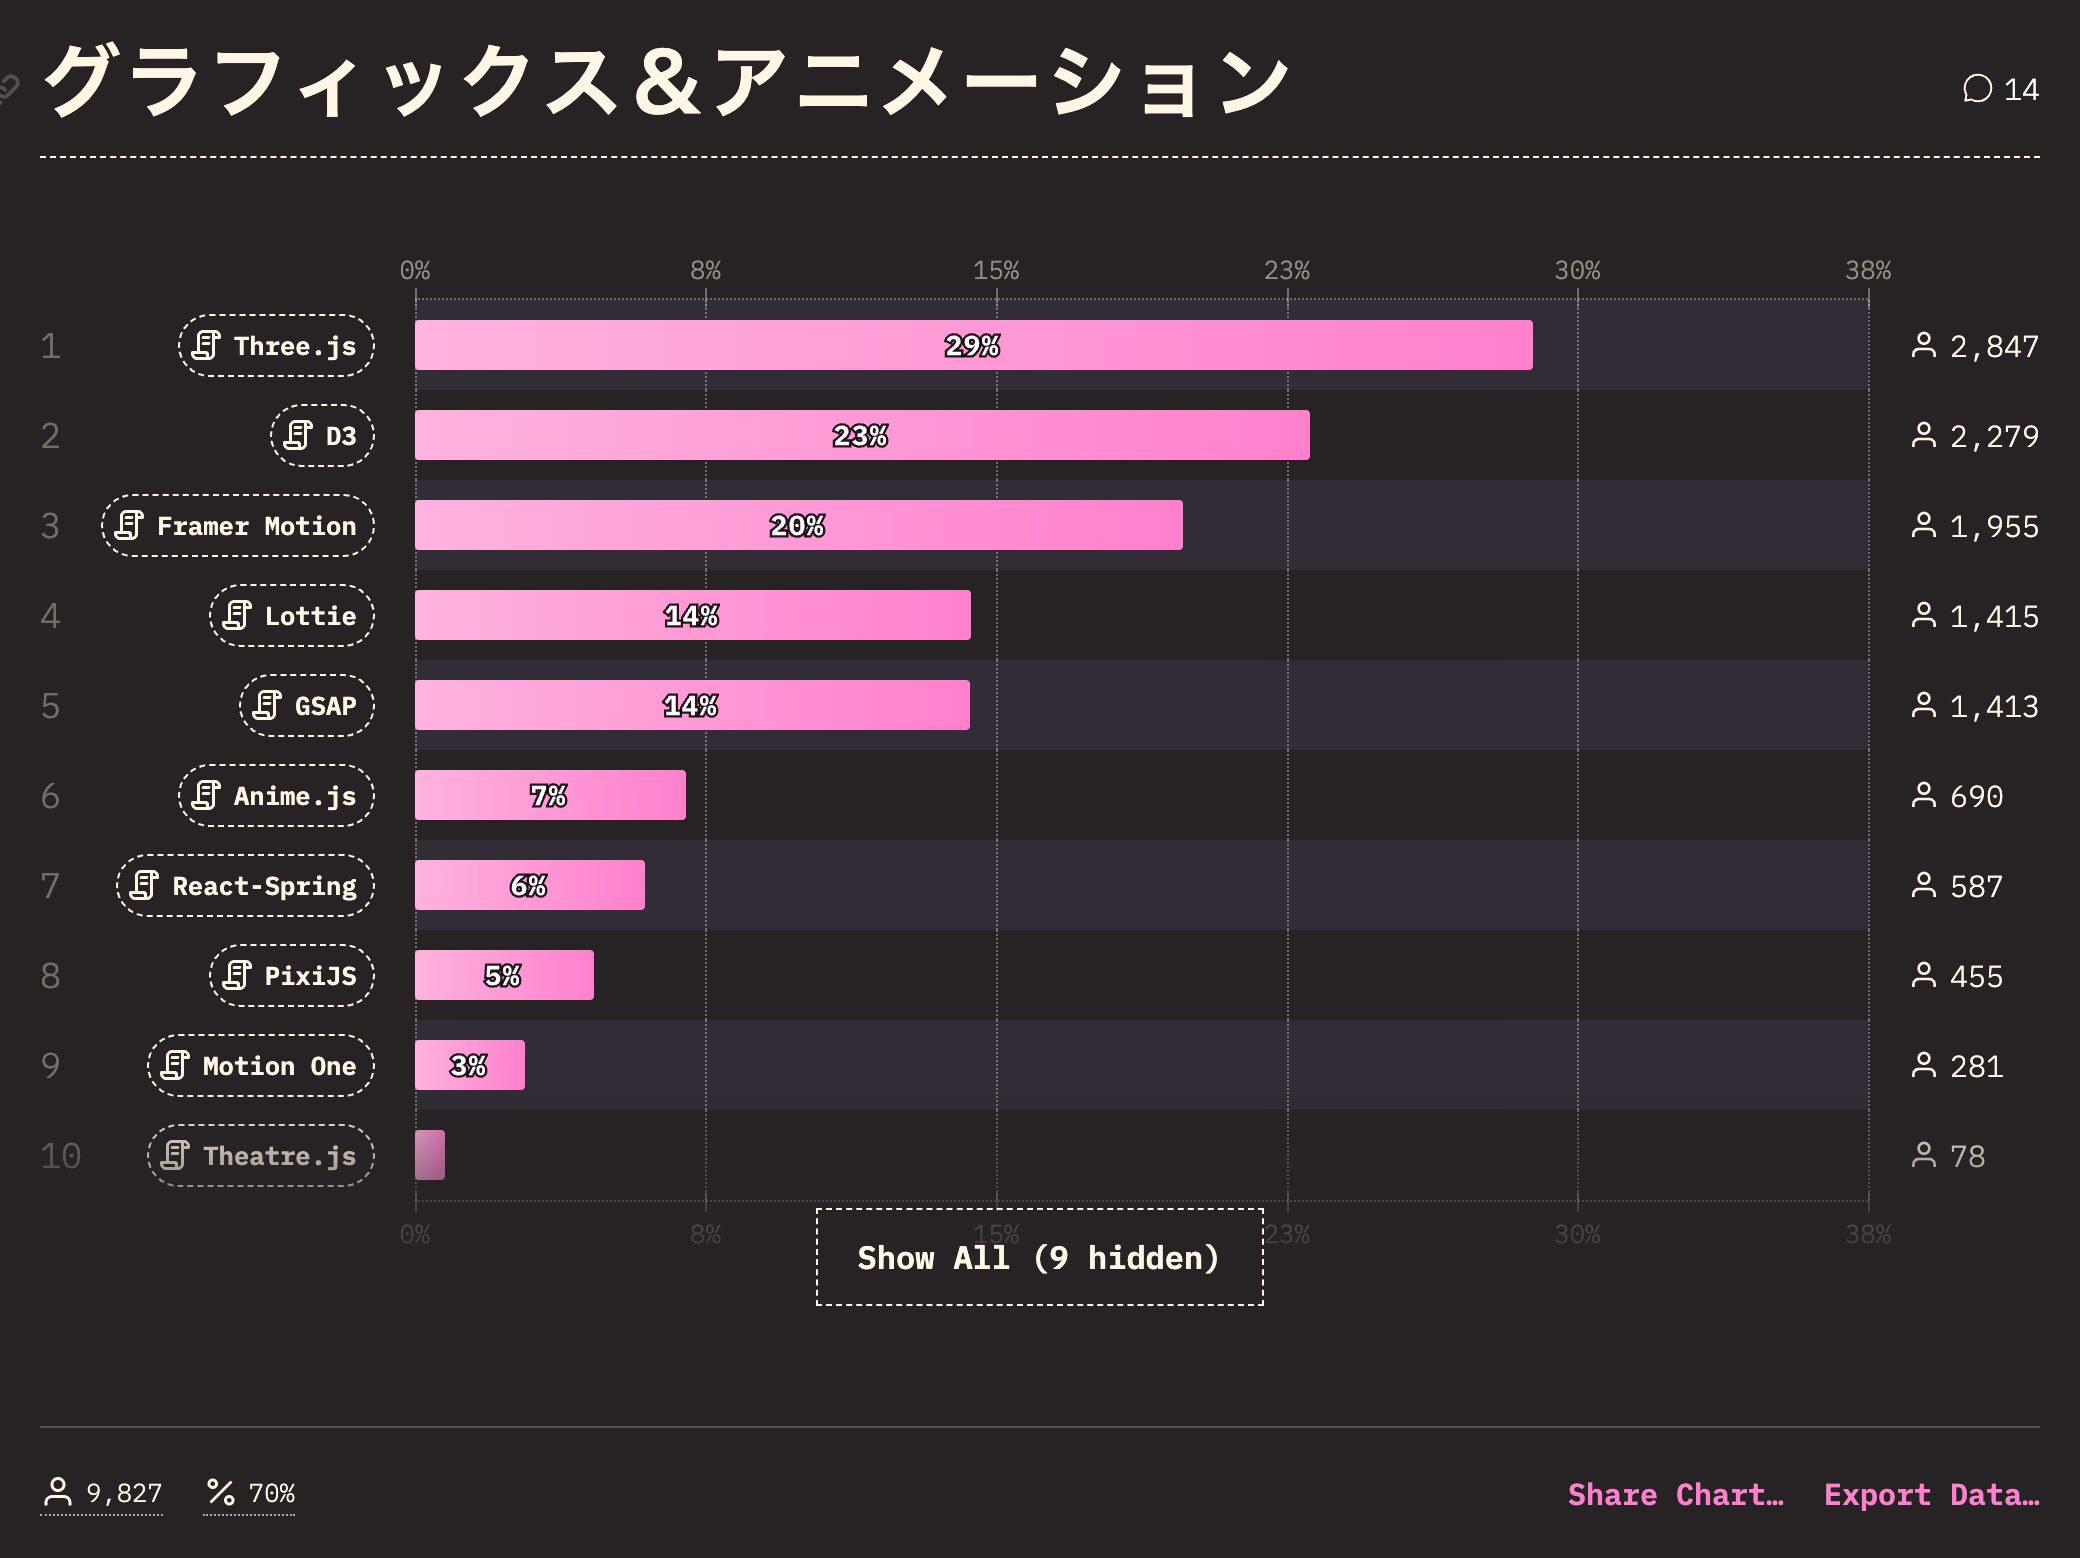 グラフィックス＆アニメーション
14
0% 8% 15% 23% 30% 38%
1 Three.js 29% 2,847
2 D3 23% 2,279
3 Framer Motion 20% 1,955
4 Lottie 14% 1,415
5 GSAP 14% 1,413
6 Anime.js 7% 690
7 React-Spring 6% 587
8 PixiJS 5% 455
9 Motion One 3% 281
10 Theatre.js 78
0% 8% 15% 23% 30% 38%
Show All (9 hidden)
9,827 70% Share Chart… Export Data…